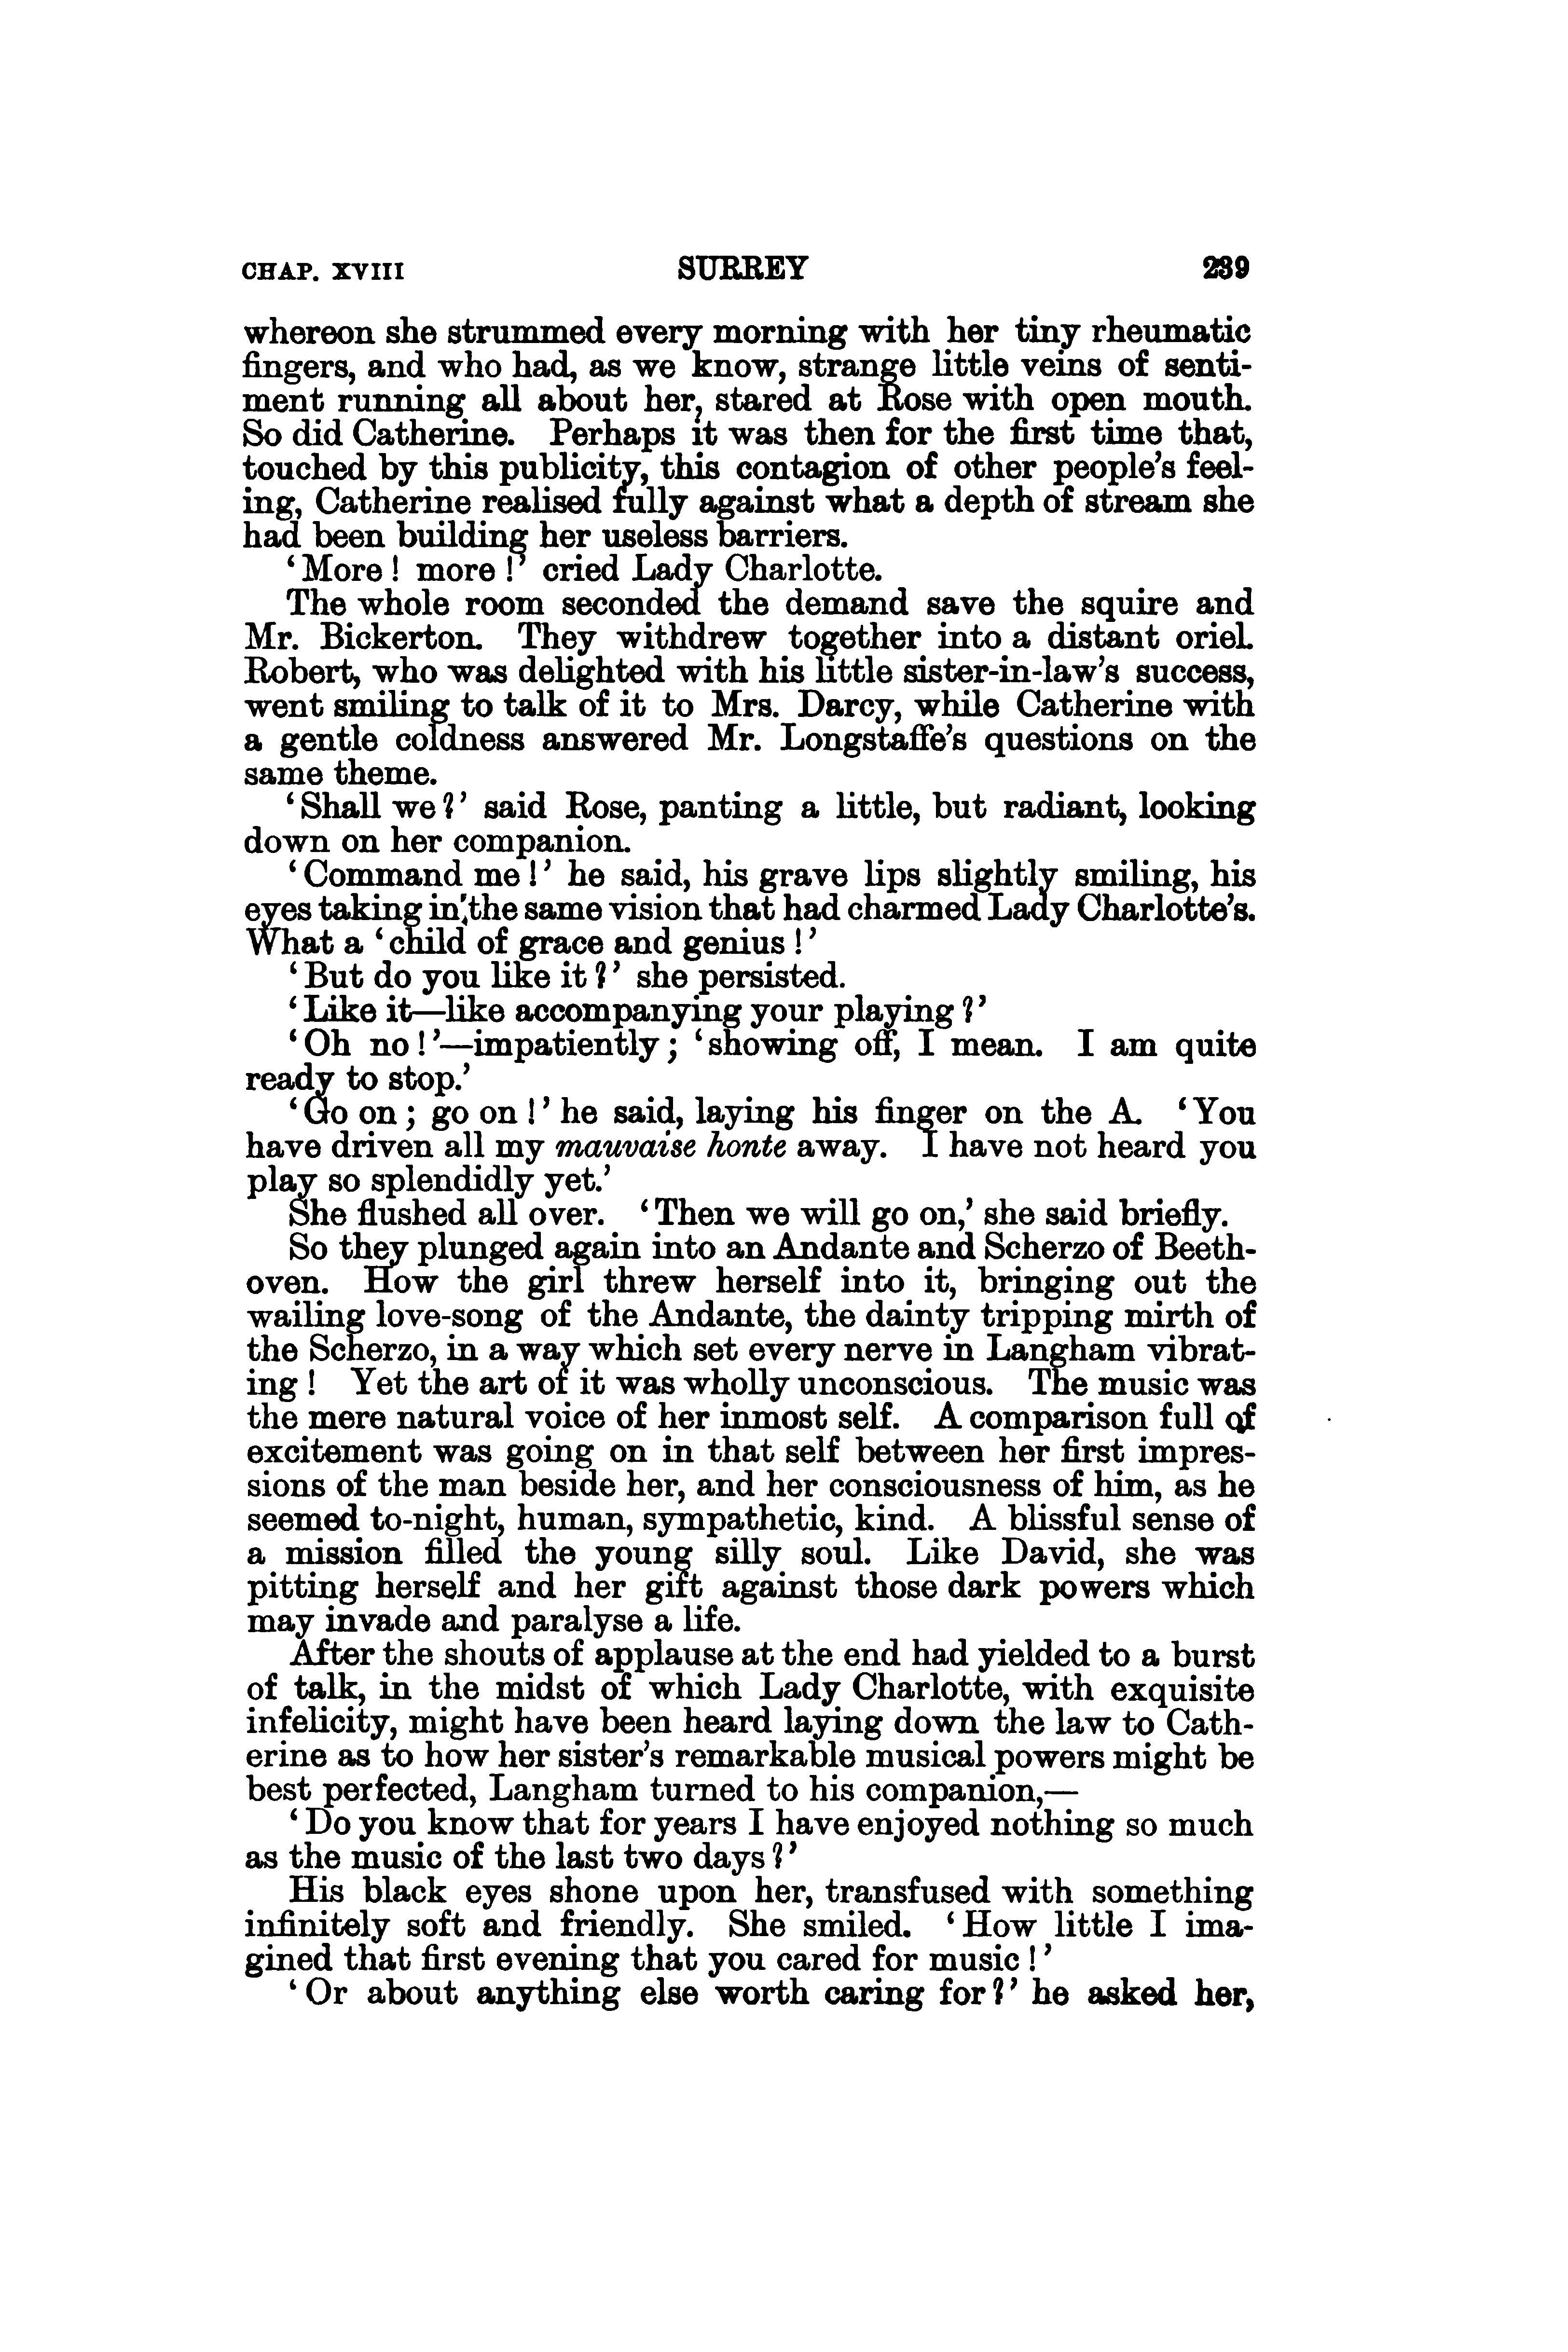 CHAP. XVIII SURREY 239
whereon she strummed every morning with her tiny rheumatic
fingers, and who had, as we know, strange little veins of senti-
ment running all about her, stared at Rose with open mouth.
So did Catherine. Perhaps it was then for the first time that,
touched by this publicity, this contagion of other people's feel-
ing, Catherine realised fully against what a depth of stream she
had been building her useless barriers.
'More! more!' cried Lady Charlotte.
The whole room seconded the demand save the squire and
Mr. Bickerton. They withdrew together into a distant oriel.
Robert, who was delighted with his little sister-in-law's success,
went smiling to talk of it to Mrs. Darcy, while Catherine with
a gentle coldness answered Mr. Longstaffe's questions on the
same theme.
'Shall we?' said Rose, panting a little, but radiant, looking
down on her companion.
'Command me!' he said, his grave lips slightly smiling, his
eyes taking in the same vision that had charmed Lady Charlotte's.
What a 'child of grace and genius!'
'But do you like it?' she persisted.
'Like it—like accompanying your playing?'
'Oh no!'—impatiently; 'showing off, I mean. I am quite
ready to stop.'
'Go on; go on!' he said, laying his finger on the A. 'You
have driven all my mauvaise honte away. I have not heard you
play so splendidly yet.'
She flushed all over. 'Then we will go on,' she said briefly.
So they plunged again into an Andante and Scherzo of Beeth-
oven. How the girl threw herself into it, bringing out the
wailing love-song of the Andante, the dainty tripping mirth of
the Scherzo, in a way which set every nerve in Langham vibrat-
ing! Yet the art of it was wholly unconscious. The music was
the mere natural voice of her inmost self. A comparison full of
excitement was going on in that self between her first impres-
sions of the man beside her, and her consciousness of him, as he
seemed to-night, human, sympathetic, kind. A blissful sense of
a mission filled the young silly soul. Like David, she was
pitting herself and her gift against those dark powers which
may invade and paralyse a life.
After the shouts of applause at the end had yielded to a burst
of talk, in the midst of which Lady Charlotte, with exquisite
infelicity, might have been heard laying down the law to Cath-
erine as to how her sister's remarkable musical powers might be
best perfected, Langham turned to his companion,—
'Do you know that for years I have enjoyed nothing so much
as the music of the last two days?'
His black eyes shone upon her, transfused with something
infinitely soft and friendly. She smiled. 'How little I ima-
gined that first evening that you cared for music!'
'Or about anything else worth caring for?' he asked her,